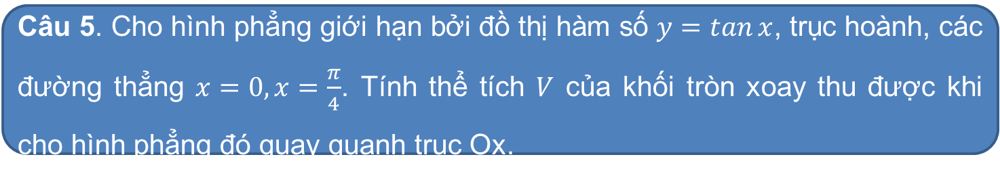 Câu 5. Cho hình phẳng giới hạn bởi đồ thị hàm số y = tan x, trục hoành, các
đường thẳng x = 0, x = π/4. Tính thể tích V của khối tròn xoay thu được khi
cho hình phẳng đó quay quanh trục Ox.